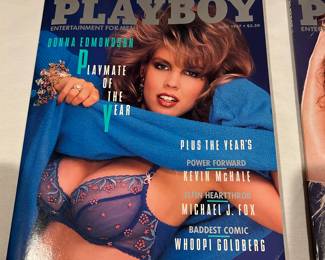 PLAYBOY
ENTERTAINMENT FOR MEN
DONNA EDMONDSON
PLAYMATE
OF
THE
YEAR
PLUS THE YEAR'S
POWER FORWARD
KEVIN McHALE
TEEN HEARTTHROB
MICHAEL J. FOX
BADDEST COMIC
WHOOPI GOLDBERG